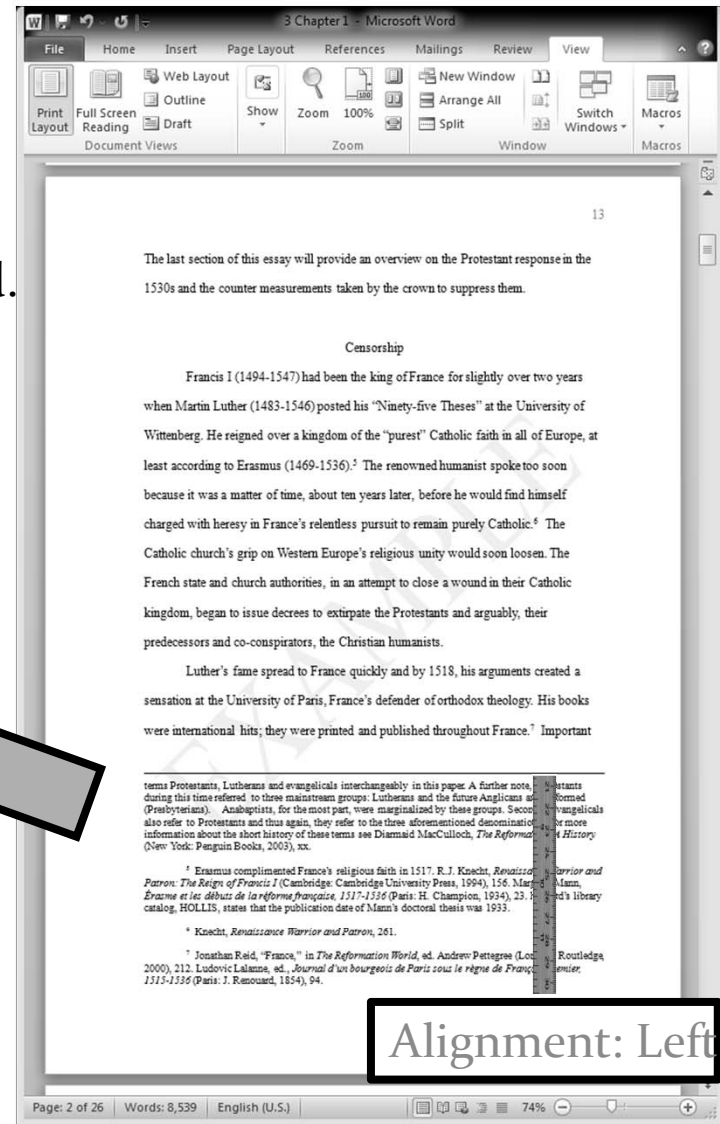 3 Chapter 1 - Microsoft Word
File Home Insert Page Layout References Mailings Review View
Print Layout
Full Screen Reading
Web Layout
Outline
Draft
Document Views
Show
Zoom
100%
Zoom
New Window
Arrange All
Split
Switch Windows
Window
Macros
Macros
13
The last section of this essay will provide an overview on the Protestant response in the
1530s and the counter measurements taken by the crown to suppress them.
Censorship
Francis I (1494-1547) had been the king of France for slightly over two years
when Martin Luther (1483-1546) posted his “Ninety-five Theses” at the University of
Wittenberg. He reigned over a kingdom of the “purest” Catholic faith in all of Europe, at
least according to Erasmus (1469-1536).⁵ The renowned humanist spoke too soon
because it was a matter of time, about ten years later, before he would find himself
charged with heresy in France’s relentless pursuit to remain purely Catholic.⁶ The
Catholic church’s grip on Western Europe’s religious unity would soon loosen. The
French state and church authorities, in an attempt to close a wound in their Catholic
kingdom, began to issue decrees to extirpate the Protestants and arguably, their
predecessors and co-conspirators, the Christian humanists.
Luther’s fame spread to France quickly and by 1518, his arguments created a
sensation at the University of Paris, France’s defender of orthodox theology. His books
were international hits; they were printed and published throughout France.⁷ Important
EXAMPLE
terms Protestants, Lutherans and evangelicals interchangeably in this paper. A further note,
during this time referred to three mainstream groups: Lutherans and the future Anglicans
(Presbyterians). Anabaptists, for the most part, were marginalized by these groups. evangelicals
also refer to Protestants and thus again, they refer to the three aforementioned more
information about the short history of these terms see Diarmaid MacCulloch, The History
(New York: Penguin Books, 2003), xx.
⁵ Erasmus complimented France’s religious faith in 1517. R.J. Knecht, Warrior and
Patron: The Reign of Francis I (Cambridge: Cambridge University Press, 1994), 156. Mann,
Érasme et les débuts de la réforme française, 1517-1536 (Paris: H. Champion, 1934), 23. library
catalog, HOLLIS, states that the publication date of Mann’s doctoral thesis was 1933.
⁶ Knecht, Renaissance Warrior and Patron, 261.
⁷ Jonathan Reid, “France,” in The Reformation World, ed. Andrew Pettegree Routledge,
2000), 212. Ludovic Lalanne, ed., Journal d’un bourgeois de Paris sous le règne de
1515-1536 (Paris: J. Renouard, 1854), 94.
Alignment: Left
Page: 2 of 26 Words: 8,539 English (U.S.) 74%